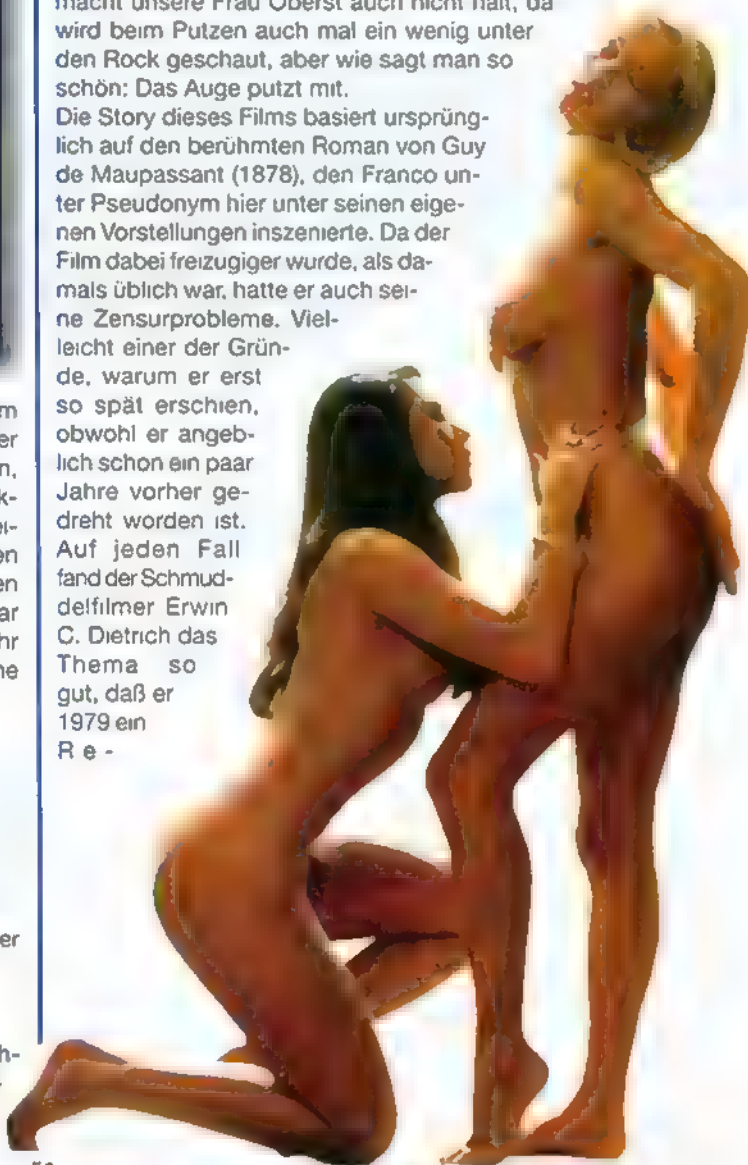 macht unsere Frau Oberst auch nicht halt, da
wird beim Putzen auch mal ein wenig unter
den Rock geschaut, aber wie sagt man so
schön: Das Auge putzt mit.
Die Story dieses Films basiert ursprüng-
lich auf den berühmten Roman von Guy
de Maupassant (1878), den Franco un-
ter Pseudonym hier unter seinen eige-
nen Vorstellungen inszenierte. Da der
Film dabei freizugiger wurde, als da-
mals üblich war, hatte er auch sei-
ne Zensurprobleme. Viel-
leicht einer der Grün-
de, warum er erst
so spät erschien,
obwohl er angeb-
lich schon ein paar
Jahre vorher ge-
dreht worden ist.
Auf jeden Fall
fand der Schmud-
delfilmer Erwin
C. Dietrich das
Thema so
gut, daß er
1979 ein
R e -